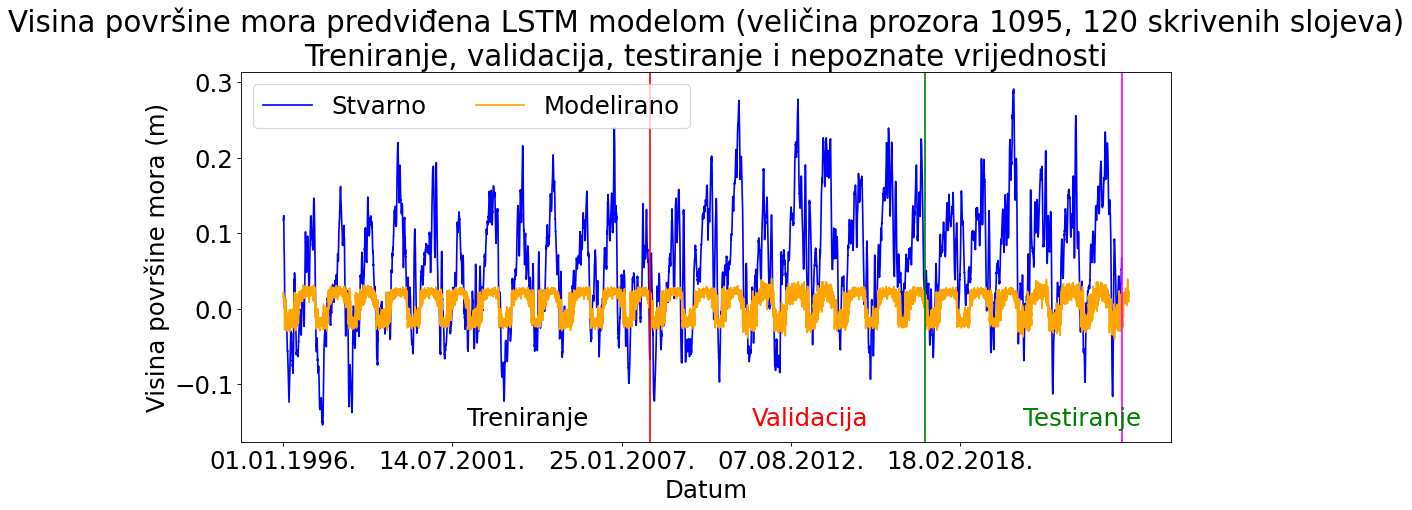 Visina površine mora predviđena LSTM modelom (veličina prozora 1095, 120 skrivenih slojeva)
Treniranje, validacija, testiranje i nepoznate vrijednosti
Stvarno
Modelirano
Visina površine mora (m)
0.3
0.2
0.1
0.0
−0.1
Treniranje
Validacija
Testiranje
01.01.1996.
14.07.2001.
25.01.2007.
07.08.2012.
18.02.2018.
Datum